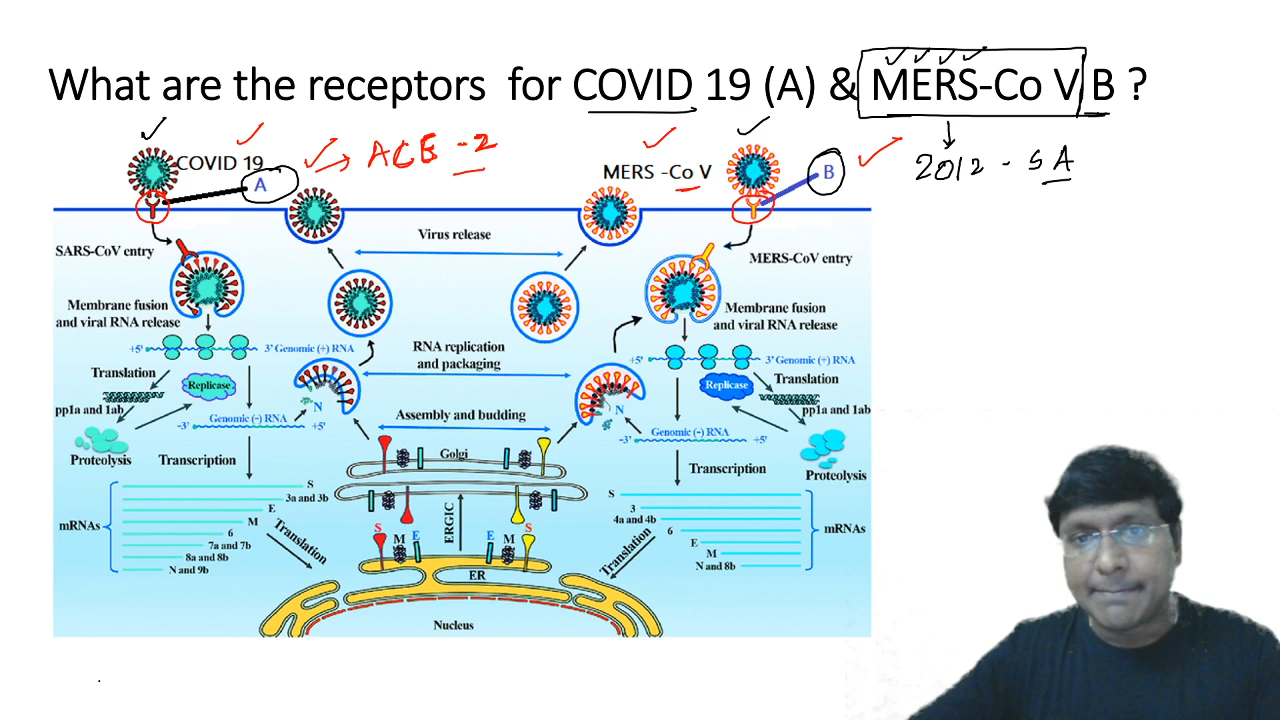 What are the receptors for COVID 19 (A) & MERS-Co V B ?
COVID 19
ACE-2
A
MERS -Co V
B
2012 - SA
Virus release
SARS-CoV entry
MERS-CoV entry
Membrane fusion
and viral RNA release
Membrane fusion
and viral RNA release
+5' 3' Genomic (+) RNA
RNA replication
and packaging
+5' 3' Genomic (+) RNA
Translation
Replicase
Replicase
Translation
pp1a and 1ab
N
Assembly and budding
N
pp1a and 1ab
-3' Genomic (-) RNA +5'
-3' Genomic (-) RNA +5'
Proteolysis
Transcription
Golgi
Transcription
Proteolysis
S
3a and 3b
E
M
6
7a and 7b
8a and 8b
N and 9b
mRNAs
Translation
S M E
ERGIC
E M S
ER
Nucleus
S
3
4a and 4b
6
E
M
N and 8b
mRNAs
Translation